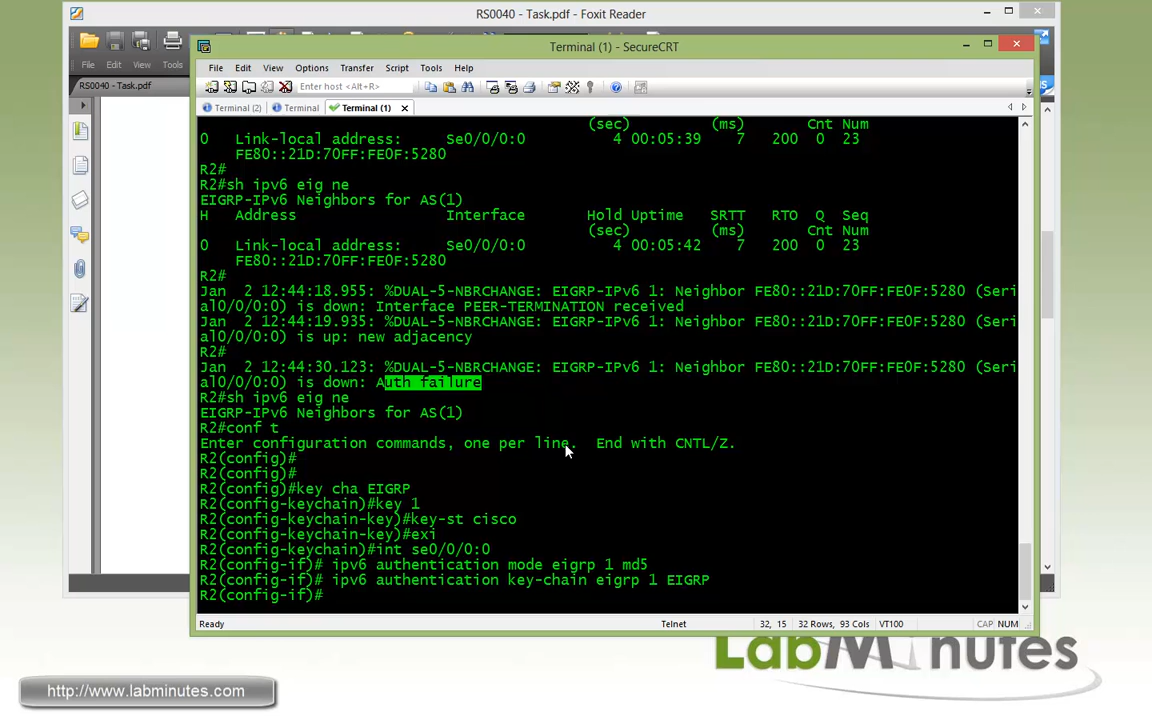 RS0040 - Task.pdf - Foxit Reader
File Edit View Tools
RS0040 - Task.pdf
Terminal (1) - SecureCRT
File Edit View Options Transfer Script Tools Help
Enter host <Alt+R>
Terminal (2) Terminal Terminal (1)
(sec) (ms) Cnt Num
0 Link-local address: Se0/0/0:0 4 00:05:39 7 200 0 23
FE80::21D:70FF:FE0F:5280
R2#
R2#sh ipv6 eig ne
EIGRP-IPv6 Neighbors for AS(1)
H Address Interface Hold Uptime SRTT RTO Q Seq
(sec) (ms) Cnt Num
0 Link-local address: Se0/0/0:0 4 00:05:42 7 200 0 23
FE80::21D:70FF:FE0F:5280
R2#
Jan 2 12:44:18.955: %DUAL-5-NBRCHANGE: EIGRP-IPv6 1: Neighbor FE80::21D:70FF:FE0F:5280 (Seri
al0/0/0:0) is down: Interface PEER-TERMINATION received
Jan 2 12:44:19.935: %DUAL-5-NBRCHANGE: EIGRP-IPv6 1: Neighbor FE80::21D:70FF:FE0F:5280 (Seri
al0/0/0:0) is up: new adjacency
R2#
Jan 2 12:44:30.123: %DUAL-5-NBRCHANGE: EIGRP-IPv6 1: Neighbor FE80::21D:70FF:FE0F:5280 (Seri
al0/0/0:0) is down: Auth failure
R2#sh ipv6 eig ne
EIGRP-IPv6 Neighbors for AS(1)
R2#conf t
Enter configuration commands, one per line. End with CNTL/Z.
R2(config)#
R2(config)#
R2(config)#key cha EIGRP
R2(config-keychain)#key 1
R2(config-keychain-key)#key-st cisco
R2(config-keychain-key)#exi
R2(config-keychain)#int se0/0/0:0
R2(config-if)# ipv6 authentication mode eigrp 1 md5
R2(config-if)# ipv6 authentication key-chain eigrp 1 EIGRP
R2(config-if)#
Ready Telnet 32, 15 32 Rows, 93 Cols VT100 CAP NUM
LabMinutes
http://www.labminutes.com